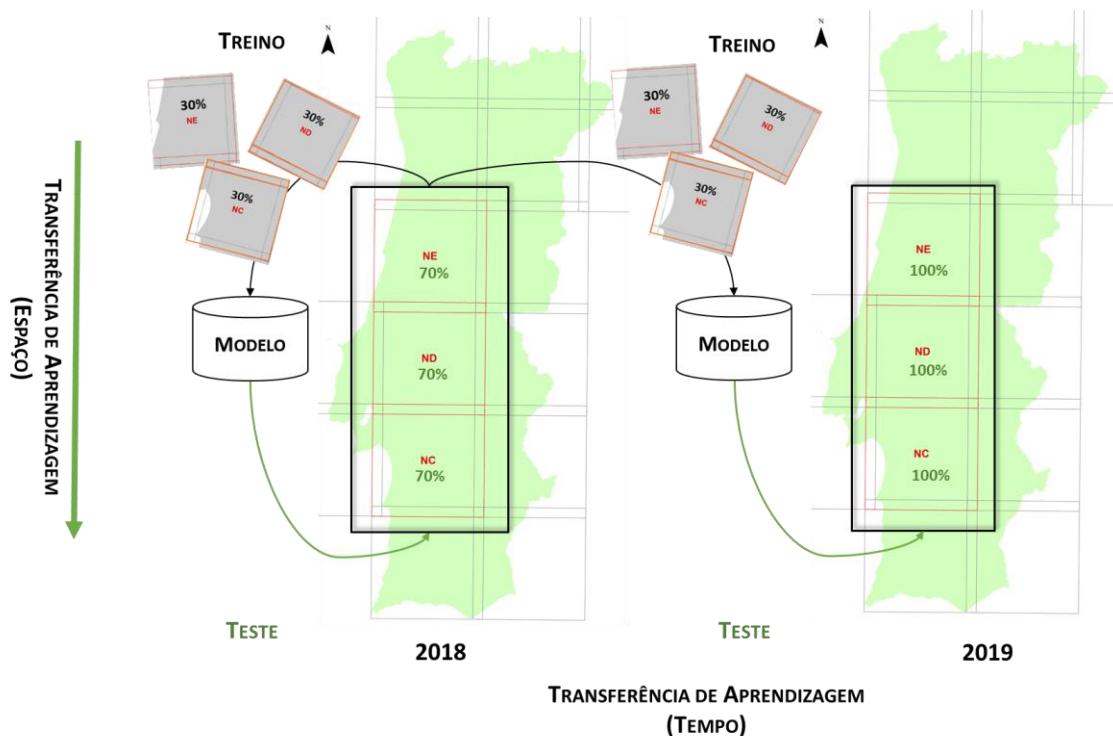 TREINO
N
30%
NE
30%
ND
30%
NC
MODELO
NE
70%
ND
70%
NC
70%
TESTE
2018
TREINO
N
30%
NE
30%
ND
30%
NC
MODELO
NE
100%
ND
100%
NC
100%
TESTE
2019
TRANSFERÊNCIA DE APRENDIZAGEM
(ESPAÇO)
TRANSFERÊNCIA DE APRENDIZAGEM
(TEMPO)